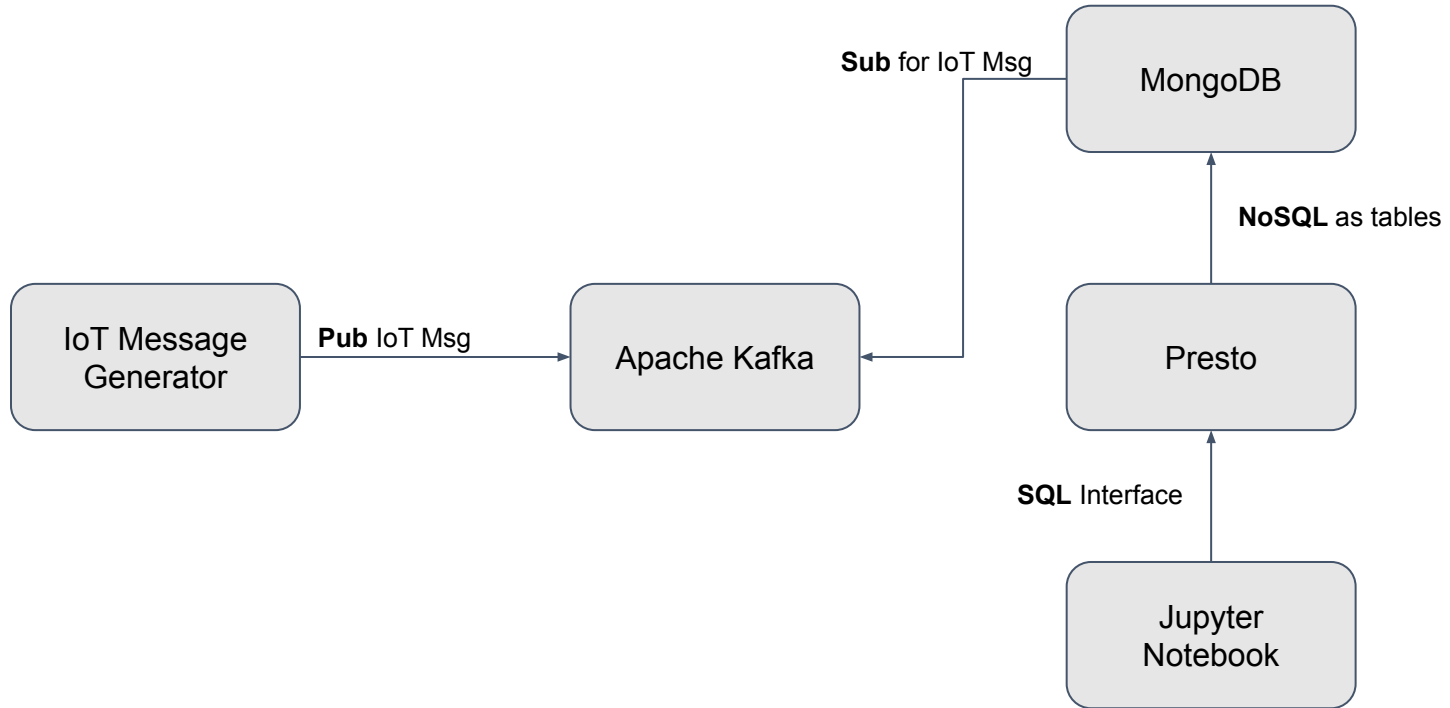 Sub for IoT Msg
MongoDB
NoSQL as tables
IoT Message
Generator
Pub IoT Msg
Apache Kafka
Presto
SQL Interface
Jupyter
Notebook